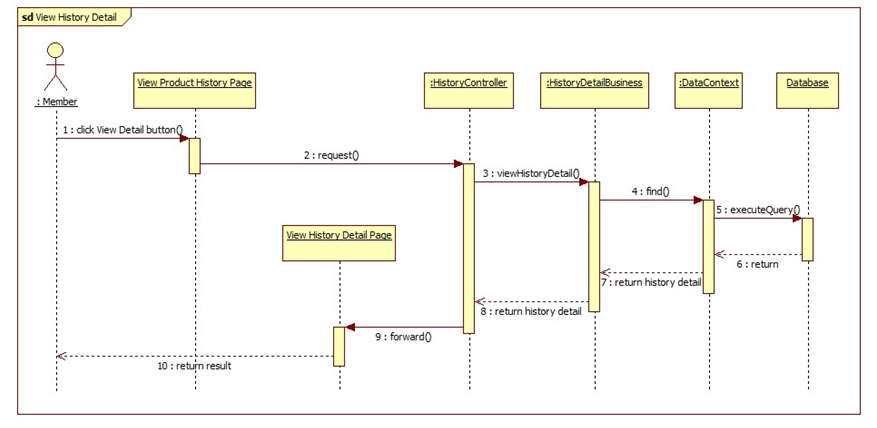 sd View History Detail
: Member
View Product History Page
:HistoryController
:HistoryDetailBusiness
:DataContext
Database
1 : click View Detail button()
2 : request()
3 : viewHistoryDetail()
4 : find()
5 : executeQuery()
View History Detail Page
6 : return
7 : return history detail
8 : return history detail
9 : forward()
10 : return result